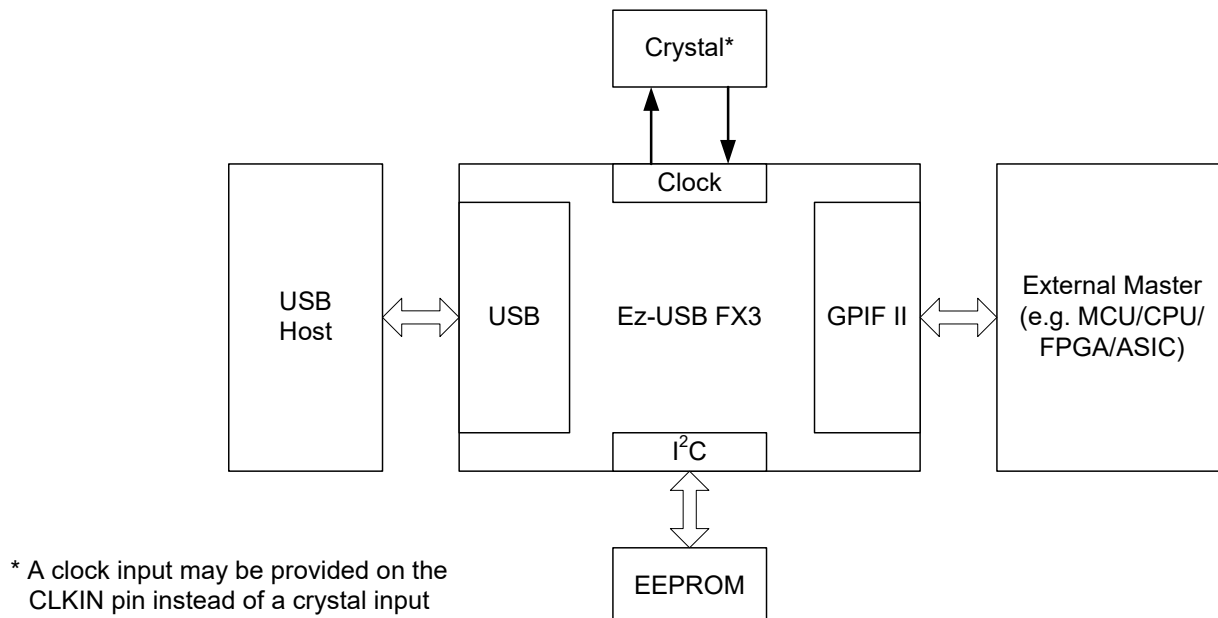 Crystal*
Clock
USB
Host
USB
Ez-USB FX3
GPIF II
External Master
(e.g. MCU/CPU/
FPGA/ASIC)
I²C
EEPROM
* A clock input may be provided on the
CLKIN pin instead of a crystal input